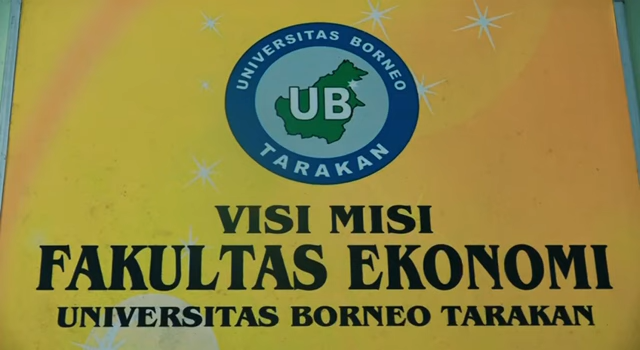 UNIVERSITAS BORNEO
UB
TARAKAN
VISI MISI
FAKULTAS EKONOMI
UNIVERSITAS BORNEO TARAKAN